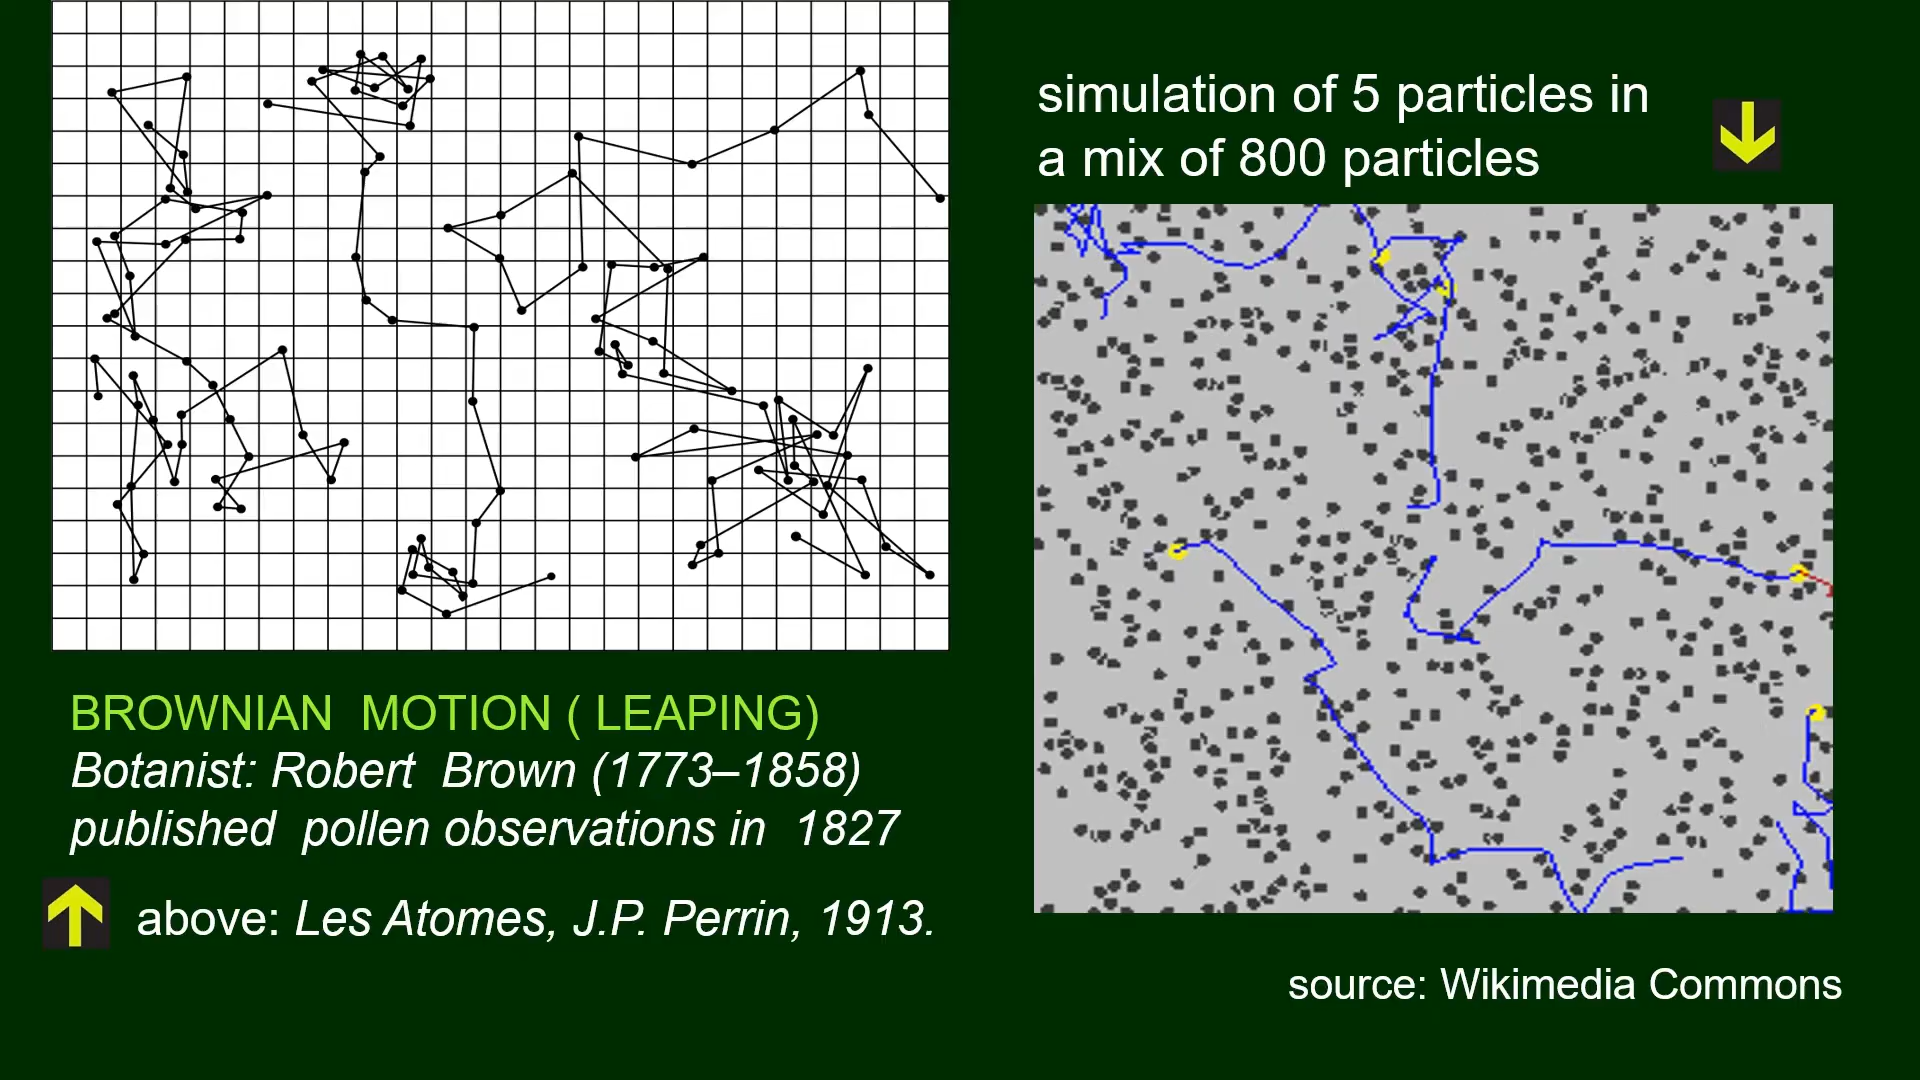 simulation of 5 particles in
a mix of 800 particles
BROWNIAN MOTION ( LEAPING)
Botanist: Robert Brown (1773–1858)
published pollen observations in 1827
above: Les Atomes, J.P. Perrin, 1913.
source: Wikimedia Commons